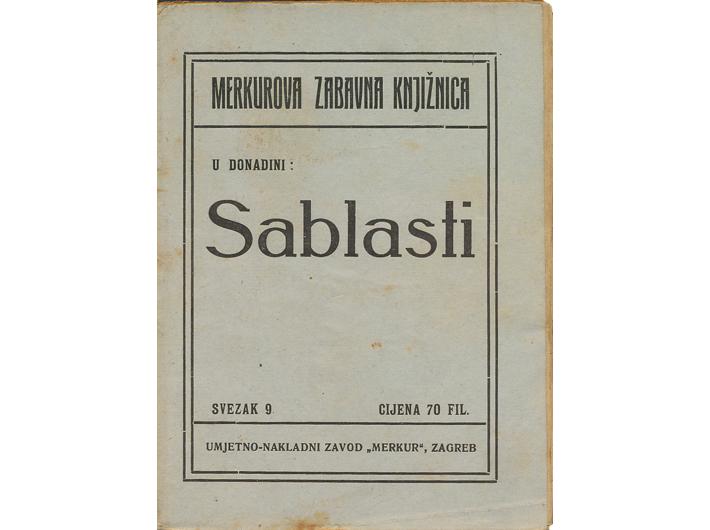 MERKUROVA ZABAVNA KNJIŽNICA
U DONADINI:
Sablasti
SVEZAK 9
CIJENA 70 FIL.
UMJETNO-NAKLADNI ZAVOD „MERKUR“, ZAGREB